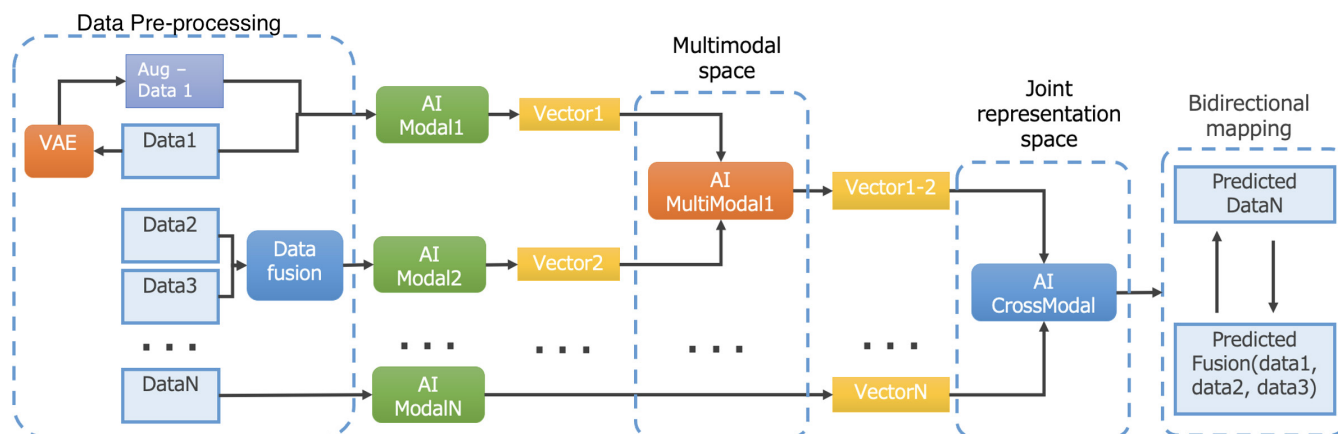 Data Pre-processing
Aug –
Data 1
VAE
Data1
Data2
Data3
Data
fusion
. . .
DataN
AI
Modal1
AI
Modal2
. . .
AI
ModalN
Vector1
Vector2
. . .
Multimodal
space
AI
MultiModal1
. . .
Vector1-2
. . .
VectorN
Joint
representation
space
AI
CrossModal
Bidirectional
mapping
Predicted
DataN
Predicted
Fusion(data1,
data2, data3)